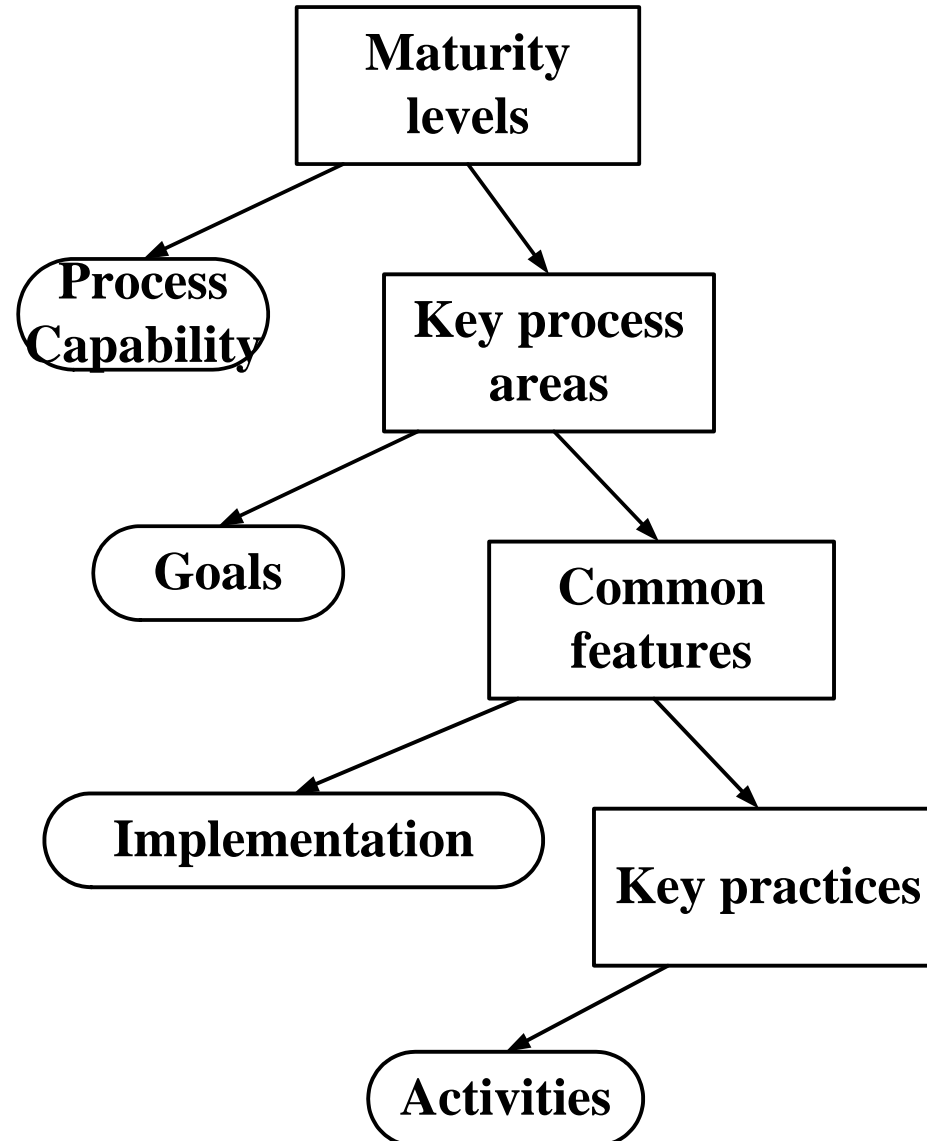 Maturity
levels
Process
Capability
Key process
areas
Goals
Common
features
Implementation
Key practices
Activities